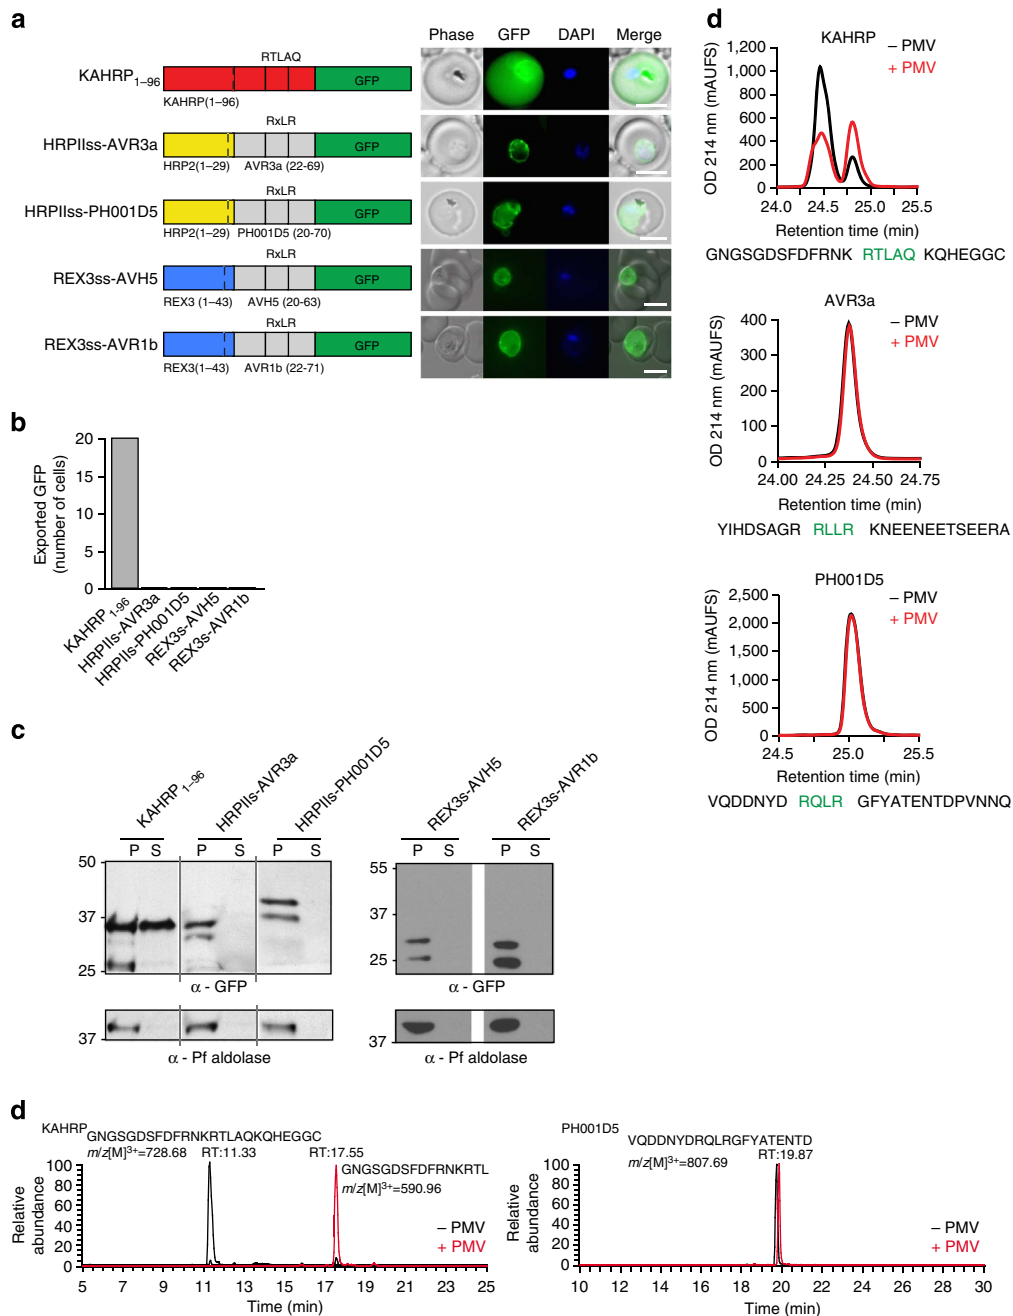 a
Phase GFP DAPI Merge
KAHRP1–96
RTLAQ
GFP
KAHRP(1–96)
HRPIIss-AVR3a
RxLR
GFP
HRP2(1–29) AVR3a (22-69)
HRPIIss-PH001D5
RxLR
GFP
HRP2(1–29) PH001D5 (20-70)
REX3ss-AVH5
RxLR
GFP
REX3 (1–43) AVH5 (20-63)
REX3ss-AVR1b
RxLR
GFP
REX3(1–43) AVR1b (22-71)
b
Exported GFP
(number of cells)
20
15
10
5
0
KAHRP1–96
HRPIIs-AVR3a
HRPIIs-PH001D5
REX3s-AVH5
REX3s-AVR1b
c
KAHRP1–96
HRPIIs-AVR3a
HRPIIs-PH001D5
P S P S P S
50
37
25
α - GFP
37
α - Pf aldolase
REX3s-AVH5
REX3s-AVR1b
P S P S
55
37
25
α - GFP
37
α - Pf aldolase
d
KAHRP
– PMV
+ PMV
OD 214 nm (mAUFS)
1,200
1,000
800
600
400
200
0
24.0 24.5 25.0 25.5
Retention time (min)
GNGSGDSFDFRNK RTLAQ KQHEGGC
AVR3a
– PMV
+ PMV
OD 214 nm (mAUFS)
400
300
200
100
0
24.00 24.25 24.50 24.75
Retention time (min)
YIHDSAGR RLLR KNEENEETSEERA
PH001D5
– PMV
+ PMV
OD 214 nm (mAUFS)
2,500
2,000
1,500
1,000
500
0
24.5 25.0 25.5
Retention time (min)
VQDDNYD RQLR GFYATENTDPVNNQ
d
KAHRP
GNGSGDSFDFRNKRTLAQKQHEGGC
m/z[M]3+=728.68 RT:11.33 RT:17.55
GNGSGDSFDFRNKRTL
m/z[M]3+=590.96
Relative
abundance
100
80
60
40
20
0
– PMV
+ PMV
5 7 9 11 13 15 17 19 21 23 25
Time (min)
PH001D5
VQDDNYDRQLRGFYATENTD
m/z[M]3+=807.69 RT:19.87
Relative
abundance
100
80
60
40
20
0
– PMV
+ PMV
10 12 14 16 18 20 22 24 26 28 30
Time (min)